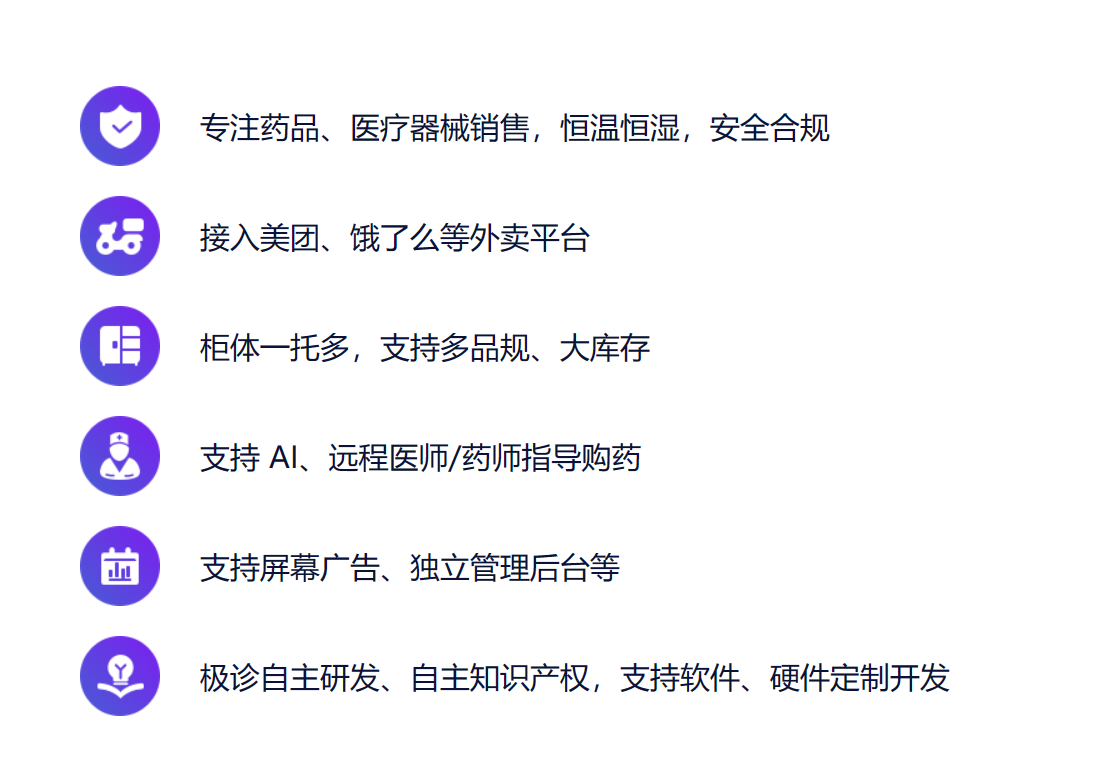 专注药品、医疗器械销售，恒温恒湿，安全合规
接入美团、饿了么等外卖平台
柜体一托多，支持多品规、大库存
支持 AI、远程医师/药师指导购药
支持屏幕广告、独立管理后台等
极诊自主研发、自主知识产权，支持软件、硬件定制开发